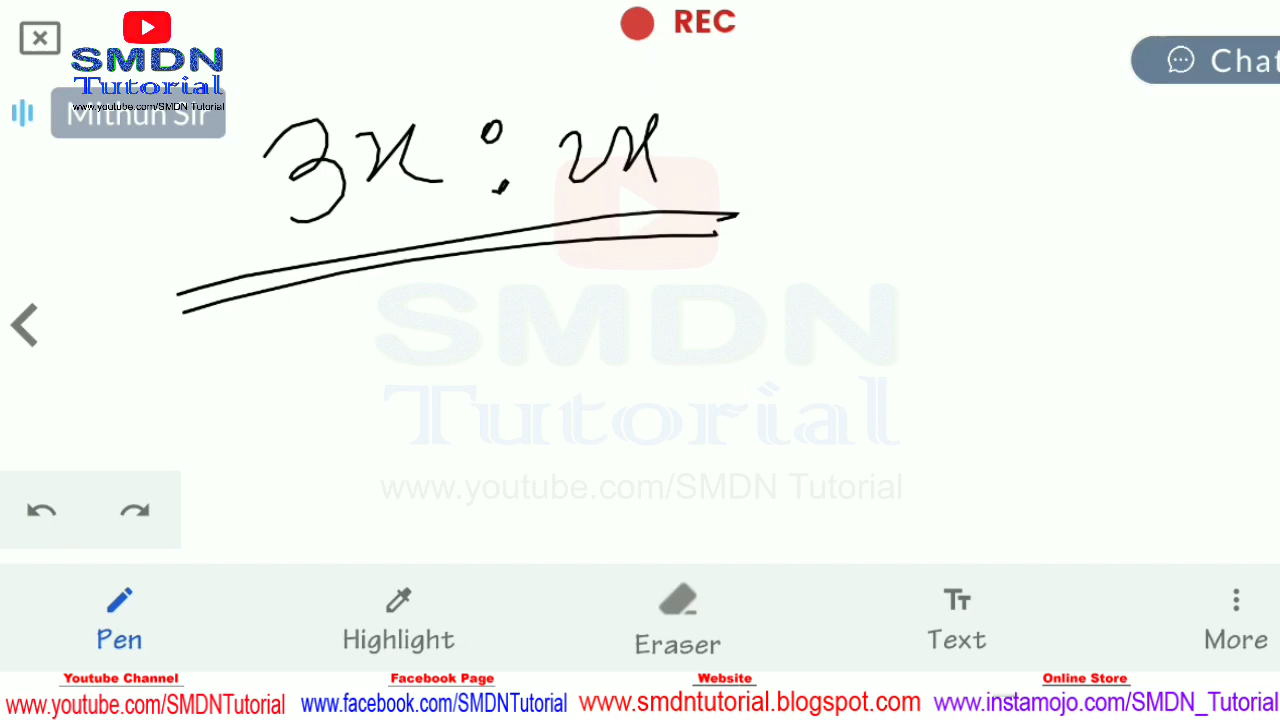 REC
Chat
SMDN
Tutorial
www.youtube.com/SMDN Tutorial
Mithun Sir
3x : 2x
SMDN
Tutorial
www.youtube.com/SMDN Tutorial
Pen
Highlight
Eraser
Text
More
Youtube Channel
Facebook Page
Website
Online Store
www.youtube.com/SMDNTutorial
www.facebook.com/SMDNTutorial
www.smdntutorial.blogspot.com
www.instamojo.com/SMDN_Tutorial